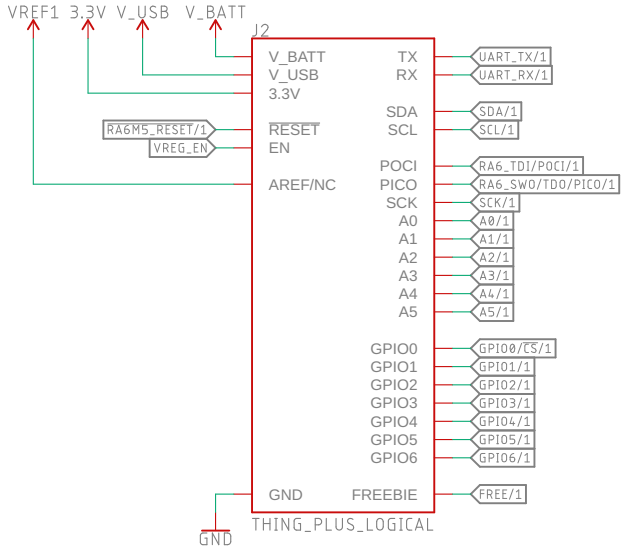 VREF1 3.3V V_USB V_BATT
J2
V_BATT TX UART_TX/1
V_USB RX UART_RX/1
3.3V
SDA SDA/1
RA6M5_RESET/1 RESET SCL SCL/1
VREG_EN EN
POCI RA6_TDI/POCI/1
AREF/NC PICO RA6_SWO/TDO/PICO/1
SCK SCK/1
A0 A0/1
A1 A1/1
A2 A2/1
A3 A3/1
A4 A4/1
A5 A5/1
GPIO0 GPIO0/CS/1
GPIO1 GPIO1/1
GPIO2 GPIO2/1
GPIO3 GPIO3/1
GPIO4 GPIO4/1
GPIO5 GPIO5/1
GPIO6 GPIO6/1
GND FREEBIE FREE/1
THING_PLUS_LOGICAL
GND